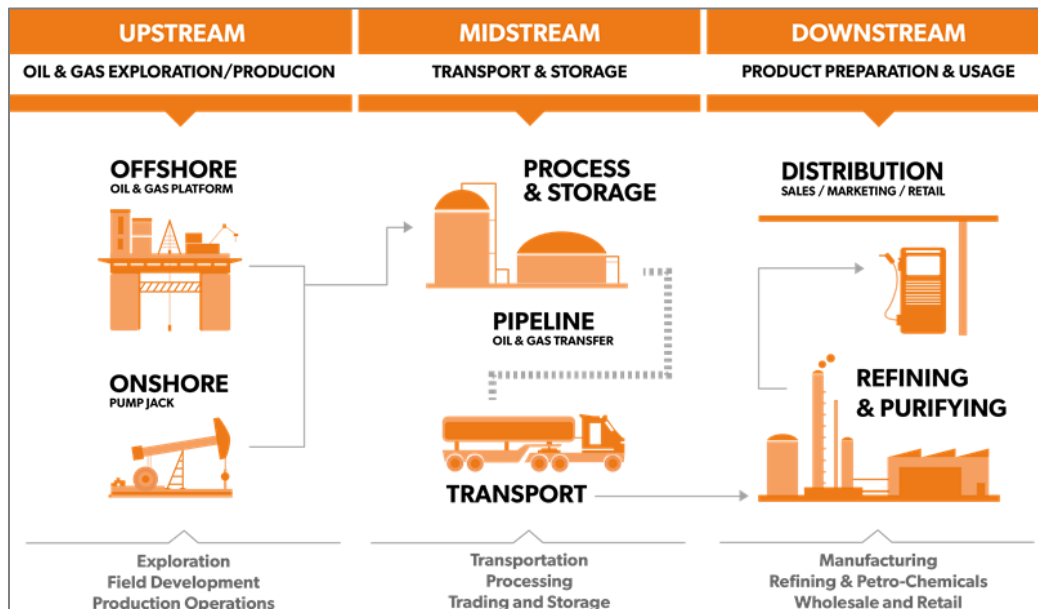 UPSTREAM
OIL & GAS EXPLORATION/PRODUCION
OFFSHORE
OIL & GAS PLATFORM
ONSHORE
PUMP JACK
Exploration
Field Development
Production Operations
MIDSTREAM
TRANSPORT & STORAGE
PROCESS
& STORAGE
PIPELINE
OIL & GAS TRANSFER
TRANSPORT
Transportation
Processing
Trading and Storage
DOWNSTREAM
PRODUCT PREPARATION & USAGE
DISTRIBUTION
SALES / MARKETING / RETAIL
REFINING
& PURIFYING
Manufacturing
Refining & Petro-Chemicals
Wholesale and Retail